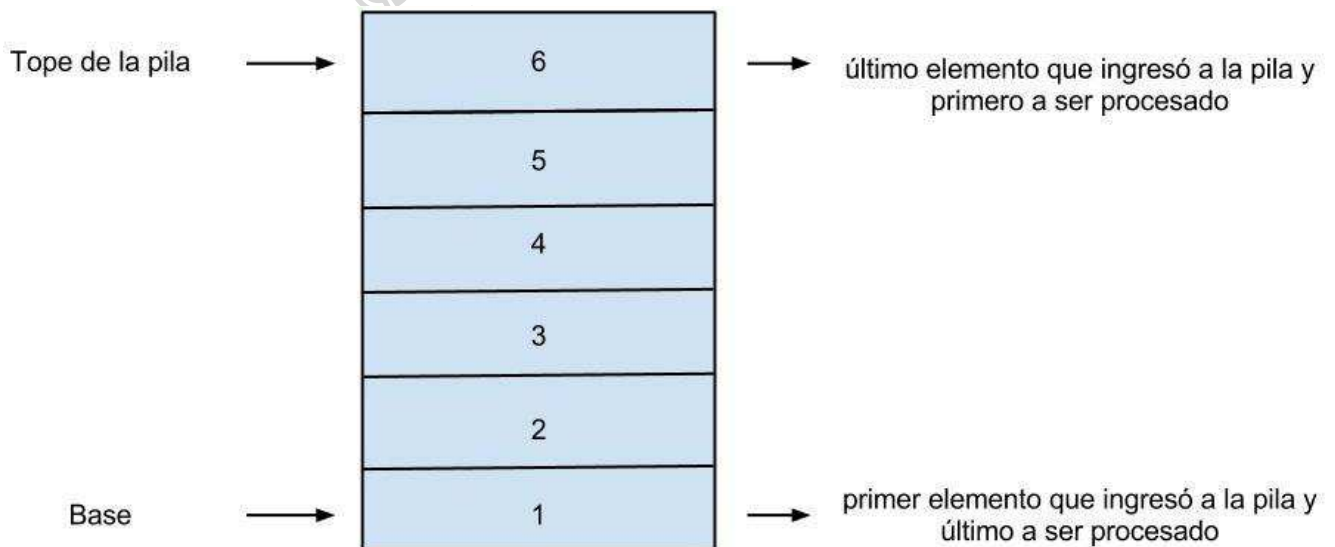 Tope de la pila
6
último elemento que ingresó a la pila y
primero a ser procesado
5
4
3
2
Base
1
primer elemento que ingresó a la pila y
último a ser procesado